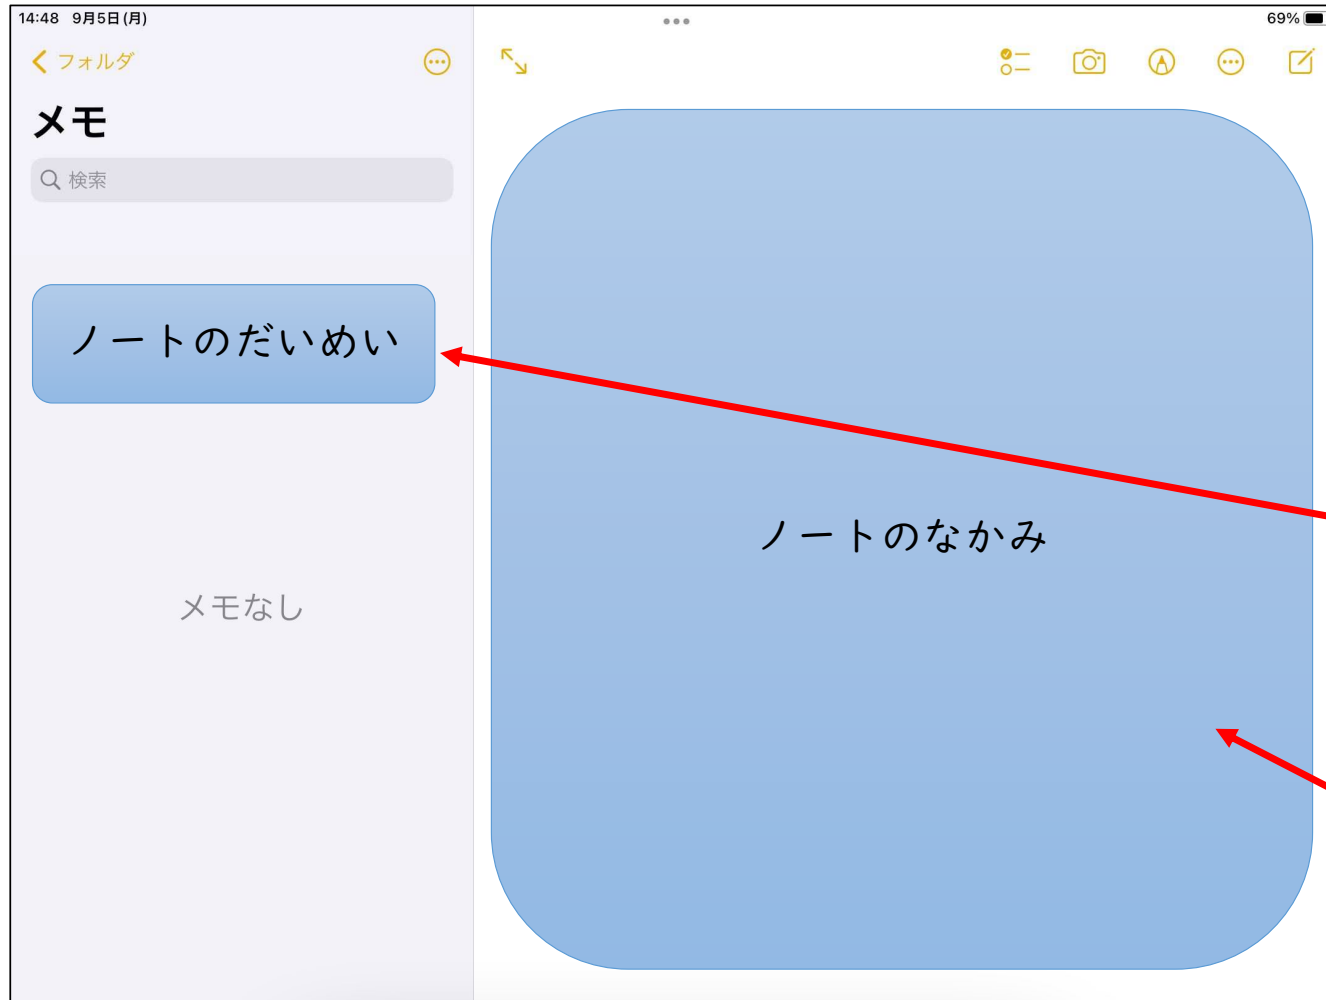 14:48 9月5日(月)
69%
フォルダ
メモ
検索
ノートのだいめい
ノートのなかみ
メモなし